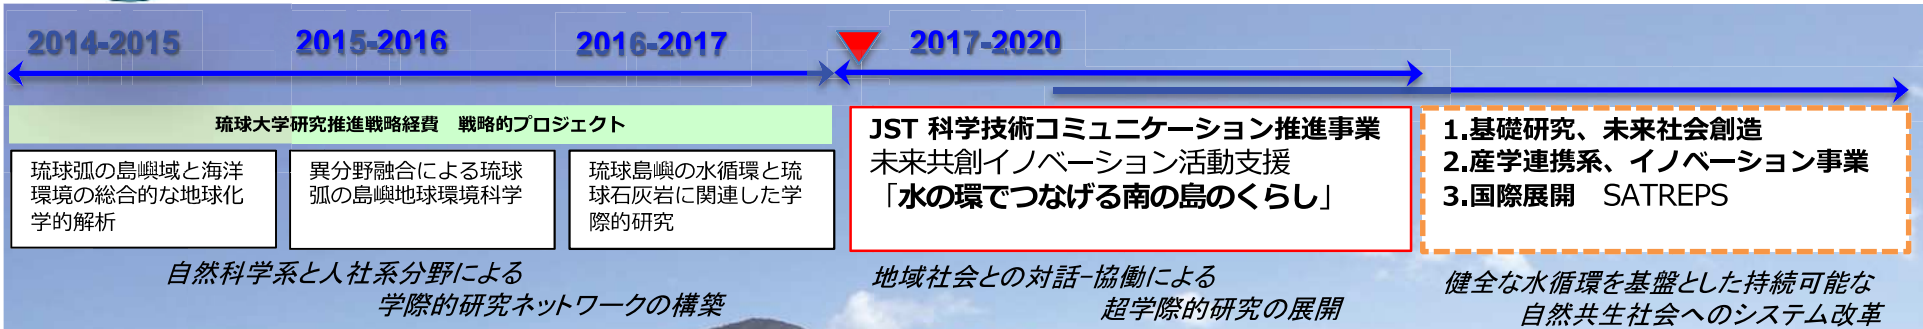 2014-2015
2015-2016
2016-2017
2017-2020
琉球大学研究推進戦略経費　戦略的プロジェクト
琉球弧の島嶼域と海洋
環境の総合的な地球化
学的解析
異分野融合による琉球
弧の島嶼地球環境科学
琉球島嶼の水循環と琉
球石灰岩に関連した学
際的研究
自然科学系と人社系分野による
学際的研究ネットワークの構築
JST 科学技術コミュニケーション推進事業
未来共創イノベーション活動支援
「水の環でつなげる南の島のくらし」
地域社会との対話−協働による
超学際的研究の展開
1.基礎研究、未来社会創造
2.産学連携系、イノベーション事業
3.国際展開　SATREPS
健全な水循環を基盤とした持続可能な
自然共生社会へのシステム改革